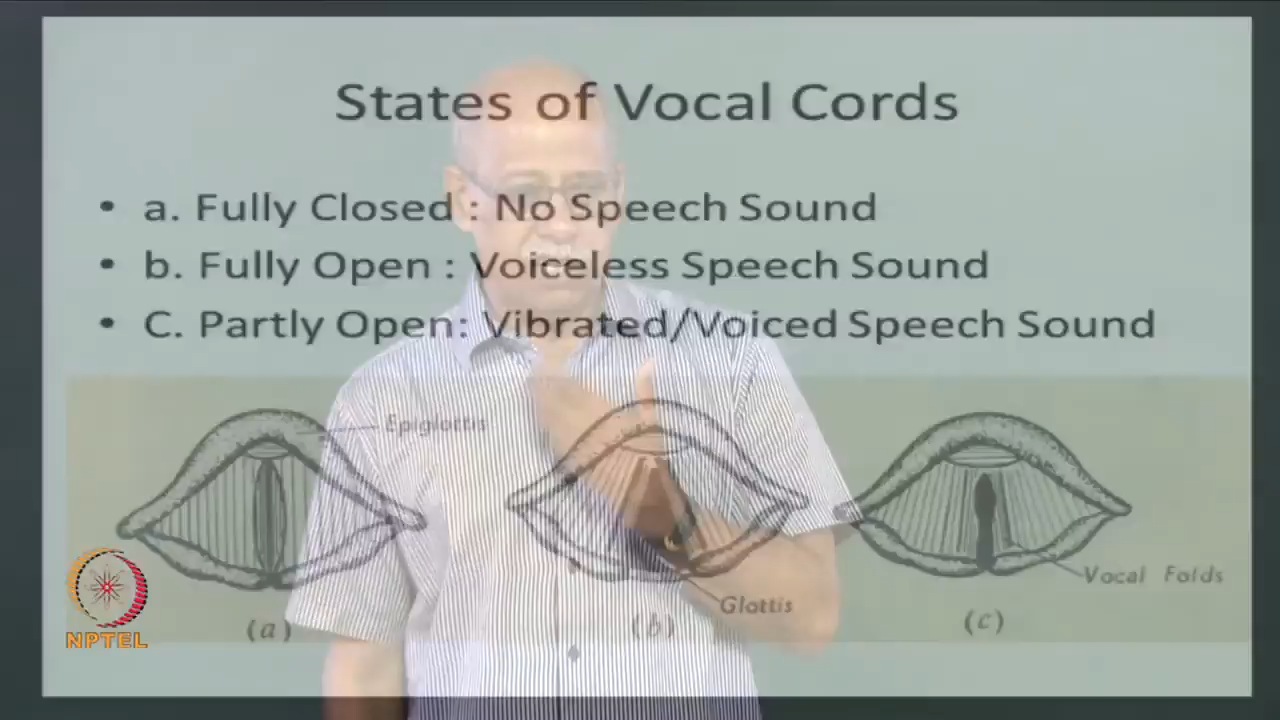 States of Vocal Cords
• a. Fully Closed : No Speech Sound
• b. Fully Open : Voiceless Speech Sound
• C. Partly Open: Vibrated/Voiced Speech Sound
Epiglottis
Vocal Folds
Glottis
(a)
(b)
(c)
NPTEL